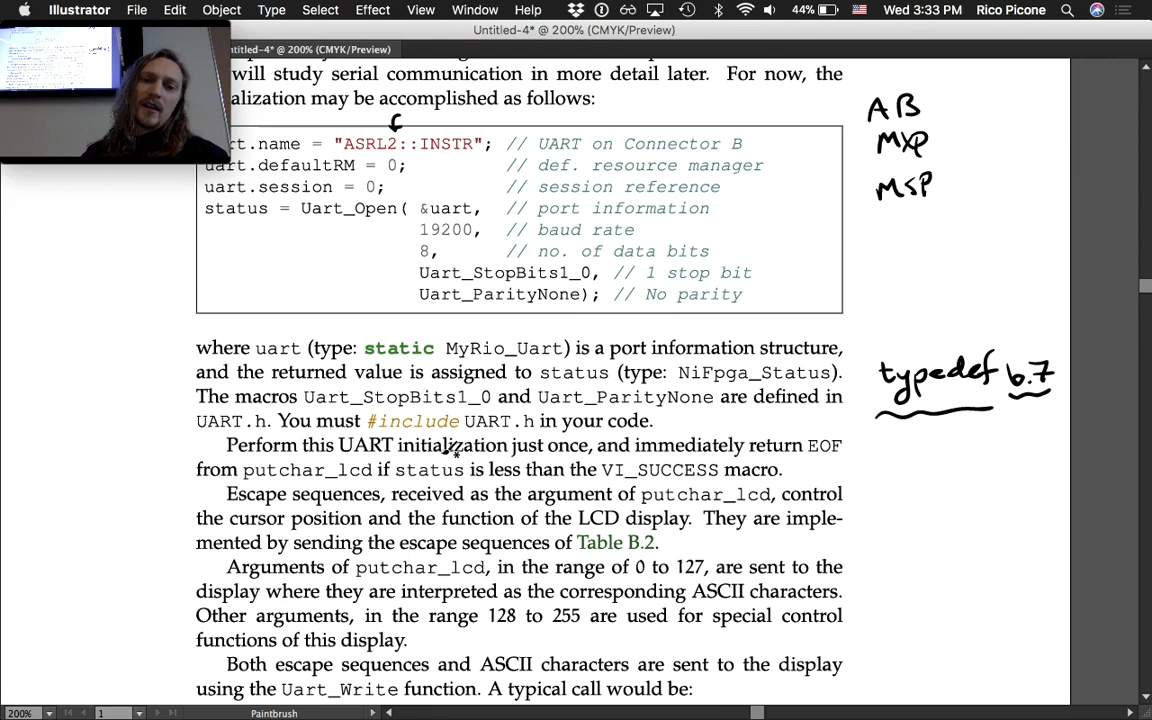 Illustrator File Edit Object Type Select Effect View Window Help 44% Wed 3:33 PM Rico Picone
Untitled-4* @ 200% (CMYK/Preview)
ntitled-4* @ 200% (CMYK/Preview)
will study serial communication in more detail later. For now, the
alization may be accomplished as follows:
rt.name = "ASRL2::INSTR"; // UART on Connector B
uart.defaultRM = 0; // def. resource manager
uart.session = 0; // session reference
status = Uart_Open( &uart, // port information
19200, // baud rate
8, // no. of data bits
Uart_StopBits1_0, // 1 stop bit
Uart_ParityNone); // No parity
AB
MXP
MSP
where uart (type: static MyRio_Uart) is a port information structure,
and the returned value is assigned to status (type: NiFpga_Status).
The macros Uart_StopBits1_0 and Uart_ParityNone are defined in
UART.h. You must #include UART.h in your code.
typedef 6.7
Perform this UART initialization just once, and immediately return EOF
from putchar_lcd if status is less than the VI_SUCCESS macro.
Escape sequences, received as the argument of putchar_lcd, control
the cursor position and the function of the LCD display. They are imple-
mented by sending the escape sequences of Table B.2.
Arguments of putchar_lcd, in the range of 0 to 127, are sent to the
display where they are interpreted as the corresponding ASCII characters.
Other arguments, in the range 128 to 255 are used for special control
functions of this display.
Both escape sequences and ASCII characters are sent to the display
using the Uart_Write function. A typical call would be:
200% 1 Paintbrush